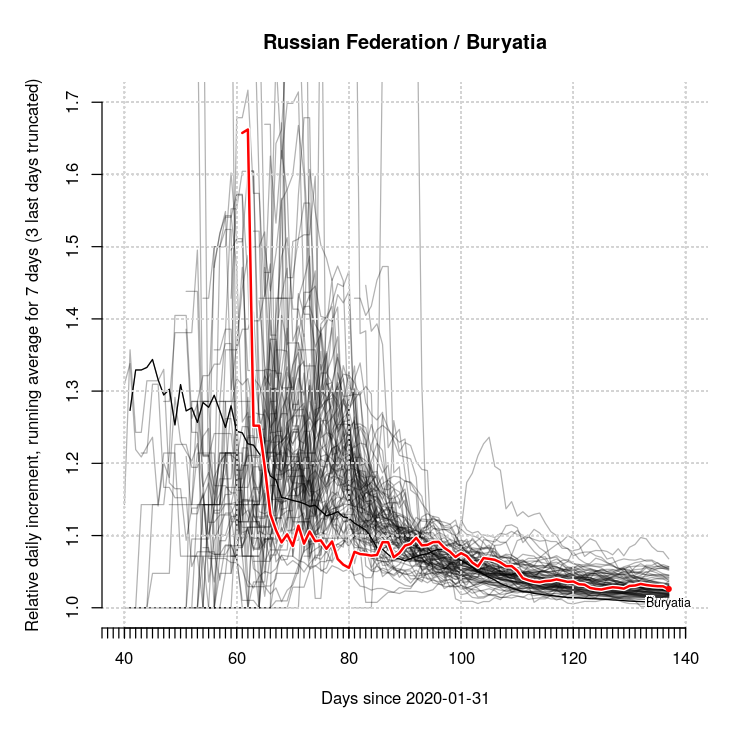 Russian Federation / Buryatia
Relative daily increment, running average for 7 days (3 last days truncated)
1.7
1.6
1.5
1.4
1.3
1.2
1.1
1.0
Buryatia
40 60 80 100 120 140
Days since 2020-01-31